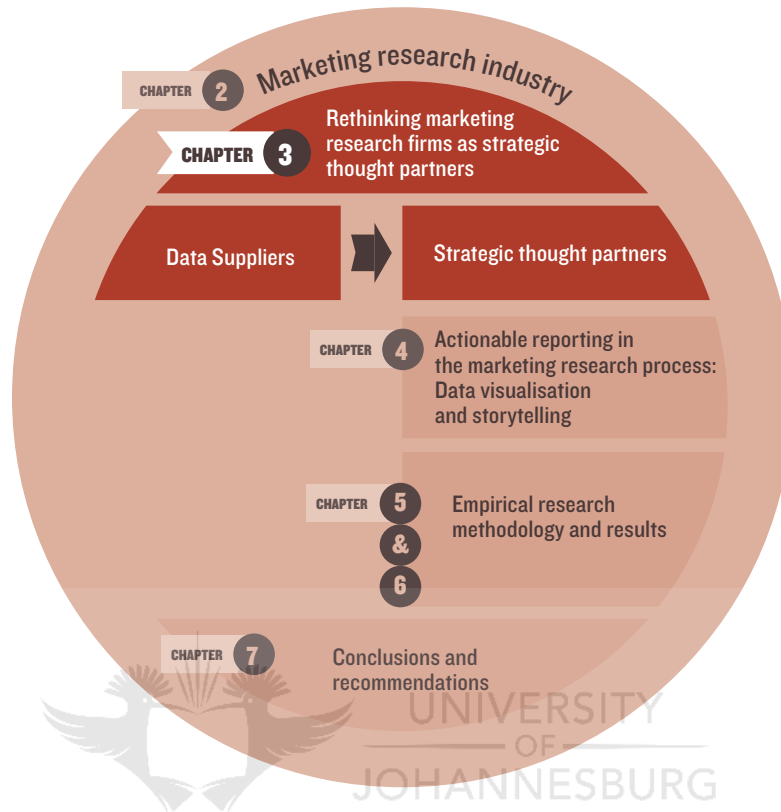 CHAPTER 2 Marketing research industry
CHAPTER 3
Rethinking marketing
research firms as strategic
thought partners
Data Suppliers
Strategic thought partners
CHAPTER 4
Actionable reporting in
the marketing research process:
Data visualisation
and storytelling
CHAPTER 5
&
6
Empirical research
methodology and results
CHAPTER 7
Conclusions and
recommendations
UNIVERSITY
OF
JOHANNESBURG